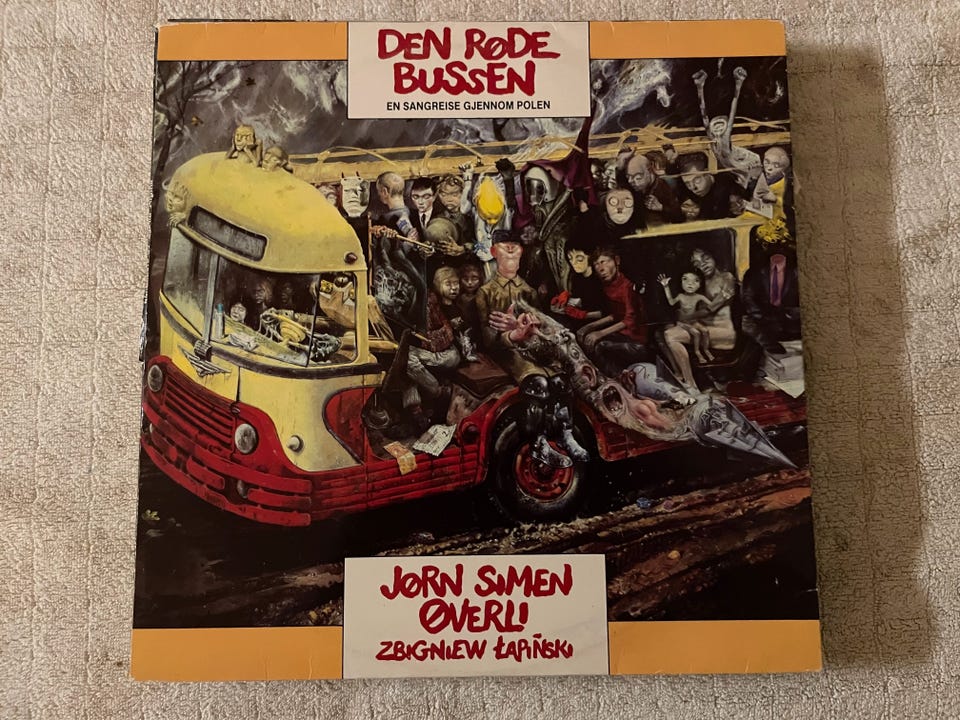 DEN RØDE
BUSSEN
EN SANGREISE GJENNOM POLEN
JØRN SIMEN
ØVERLI
ZBIGNIEW ŁAPIŃSKI